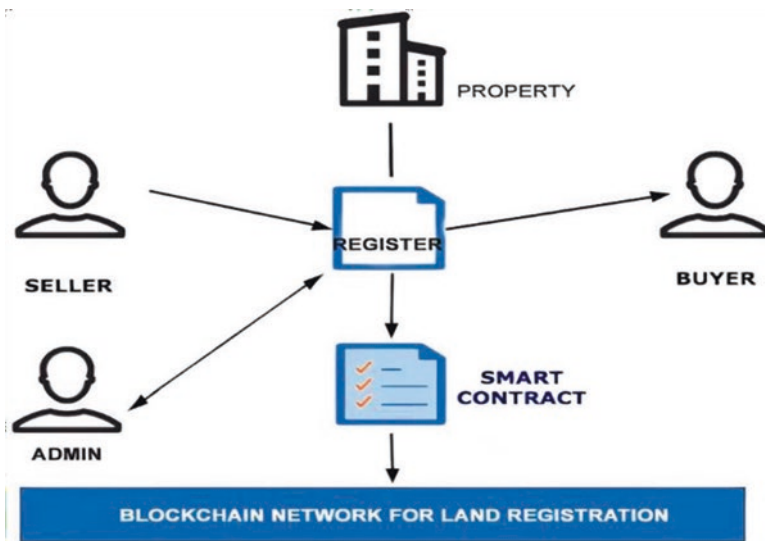 PROPERTY
REGISTER
SELLER
BUYER
SMART
CONTRACT
ADMIN
BLOCKCHAIN NETWORK FOR LAND REGISTRATION